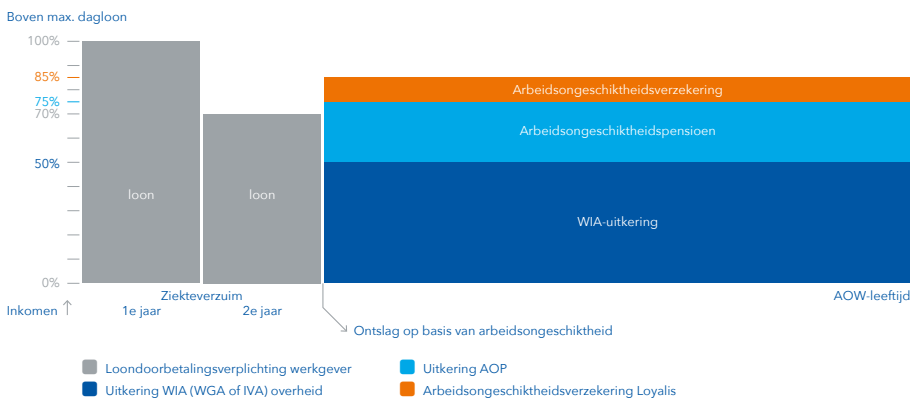 Boven max. dagloon
100%
85%
75%
70%
50%
0%
Arbeidsongeschiktheidsverzekering
Arbeidsongeschiktheidspensioen
loon
loon
WIA-uitkering
Ziekteverzuim
AOW-leeftijd
Inkomen
1e jaar
2e jaar
Ontslag op basis van arbeidsongeschiktheid
Loondoorbetalingsverplichting werkgever
Uitkering AOP
Uitkering WIA (WGA of IVA) overheid
Arbeidsongeschiktheidsverzekering Loyalis